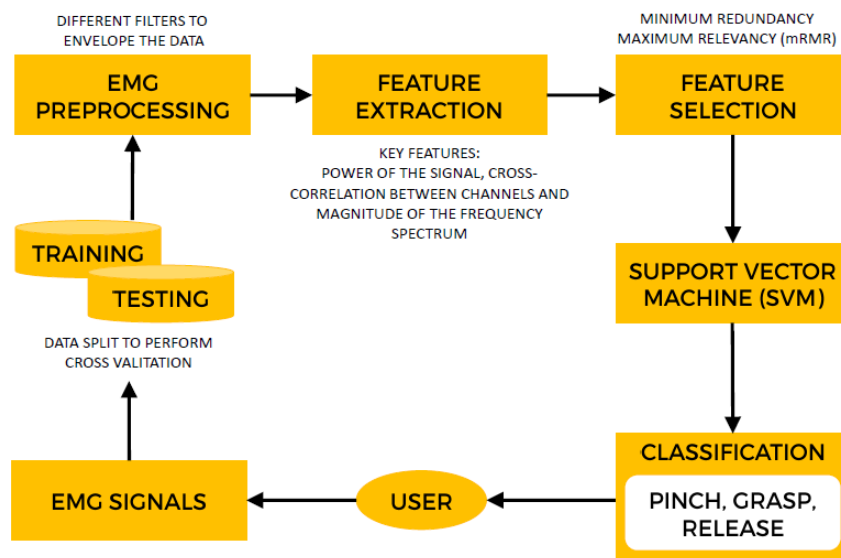 DIFFERENT FILTERS TO
ENVELOPE THE DATA
EMG
PREPROCESSING
FEATURE
EXTRACTION
KEY FEATURES:
POWER OF THE SIGNAL, CROSS-
CORRELATION BETWEEN CHANNELS AND
MAGNITUDE OF THE FREQUENCY
SPECTRUM
MINIMUM REDUNDANCY
MAXIMUM RELEVANCY (mRMR)
FEATURE
SELECTION
SUPPORT VECTOR
MACHINE (SVM)
CLASSIFICATION
PINCH, GRASP,
RELEASE
USER
EMG SIGNALS
DATA SPLIT TO PERFORM
CROSS VALITATION
TRAINING
TESTING